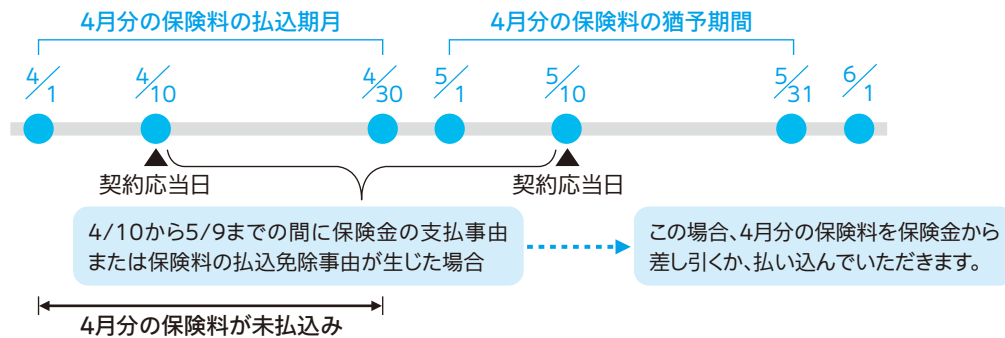 4月分の保険料の払込期月
4月分の保険料の猶予期間
4/1
4/10
4/30
5/1
5/10
5/31
6/1
契約応当日
契約応当日
4/10から5/9までの間に保険金の支払事由
または保険料の払込免除事由が生じた場合
この場合、4月分の保険料を保険金から
差し引くか、払い込んでいただきます。
4月分の保険料が未払込み